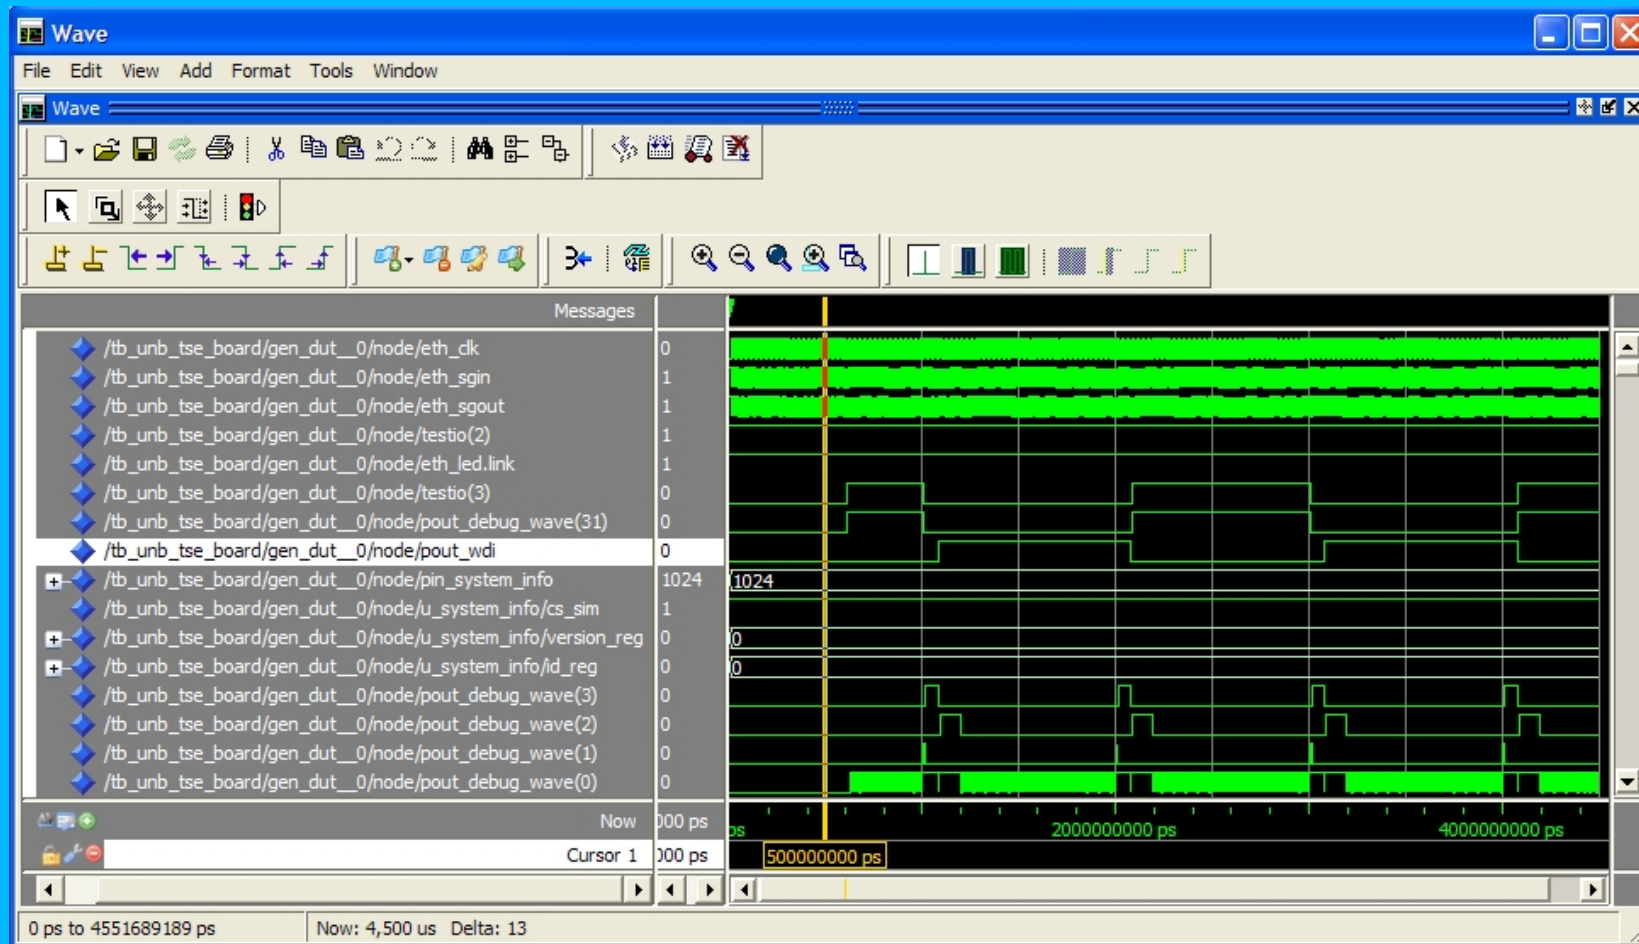 Wave
File Edit View Add Format Tools Window
Wave
Messages
/tb_unb_tse_board/gen_dut__0/node/eth_clk 0
/tb_unb_tse_board/gen_dut__0/node/eth_sgin 1
/tb_unb_tse_board/gen_dut__0/node/eth_sgout 1
/tb_unb_tse_board/gen_dut__0/node/testio(2) 1
/tb_unb_tse_board/gen_dut__0/node/eth_led.link 1
/tb_unb_tse_board/gen_dut__0/node/testio(3) 0
/tb_unb_tse_board/gen_dut__0/node/pout_debug_wave(31) 0
/tb_unb_tse_board/gen_dut__0/node/pout_wdi 0
/tb_unb_tse_board/gen_dut__0/node/pin_system_info 1024 1024
/tb_unb_tse_board/gen_dut__0/node/u_system_info/cs_sim 1
/tb_unb_tse_board/gen_dut__0/node/u_system_info/version_reg 0 0
/tb_unb_tse_board/gen_dut__0/node/u_system_info/id_reg 0 0
/tb_unb_tse_board/gen_dut__0/node/pout_debug_wave(3) 0
/tb_unb_tse_board/gen_dut__0/node/pout_debug_wave(2) 0
/tb_unb_tse_board/gen_dut__0/node/pout_debug_wave(1) 0
/tb_unb_tse_board/gen_dut__0/node/pout_debug_wave(0) 0
Now 000 ps ps 2000000000 ps 4000000000 ps
Cursor 1 000 ps 500000000 ps
0 ps to 4551689189 ps Now: 4,500 us Delta: 13